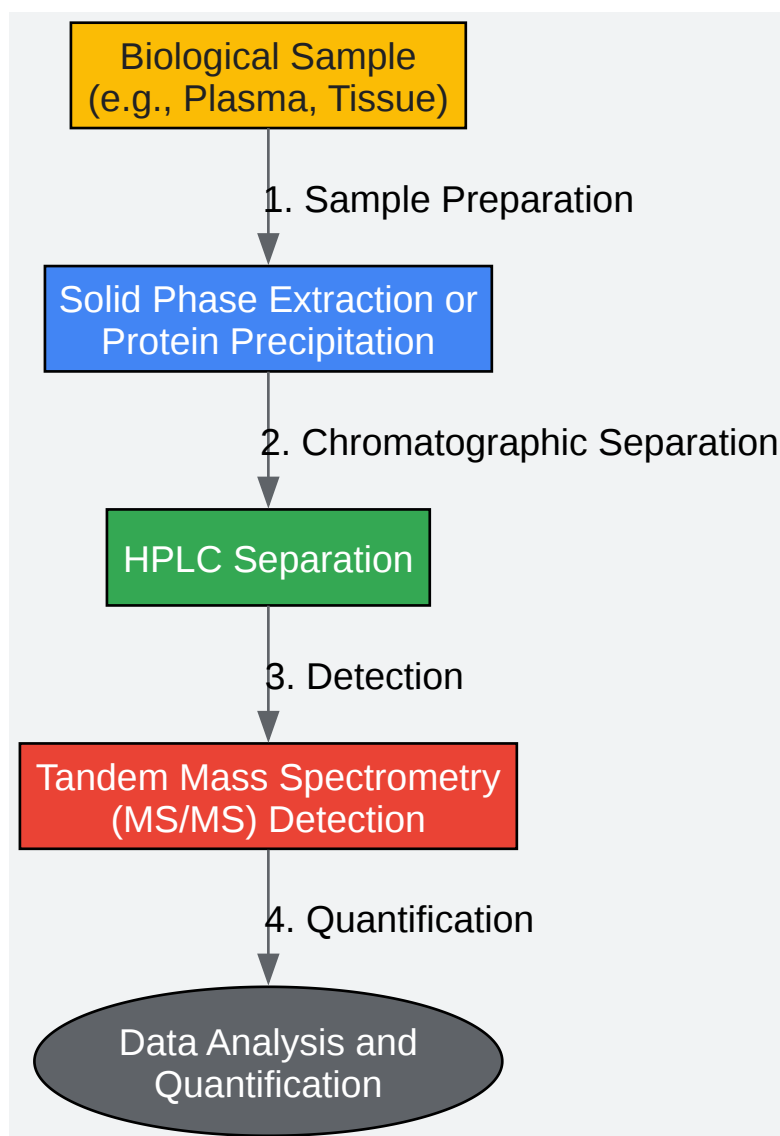 Biological Sample
(e.g., Plasma, Tissue)
1. Sample Preparation
Solid Phase Extraction or
Protein Precipitation
2. Chromatographic Separation
HPLC Separation
3. Detection
Tandem Mass Spectrometry
(MS/MS) Detection
4. Quantification
Data Analysis and
Quantification